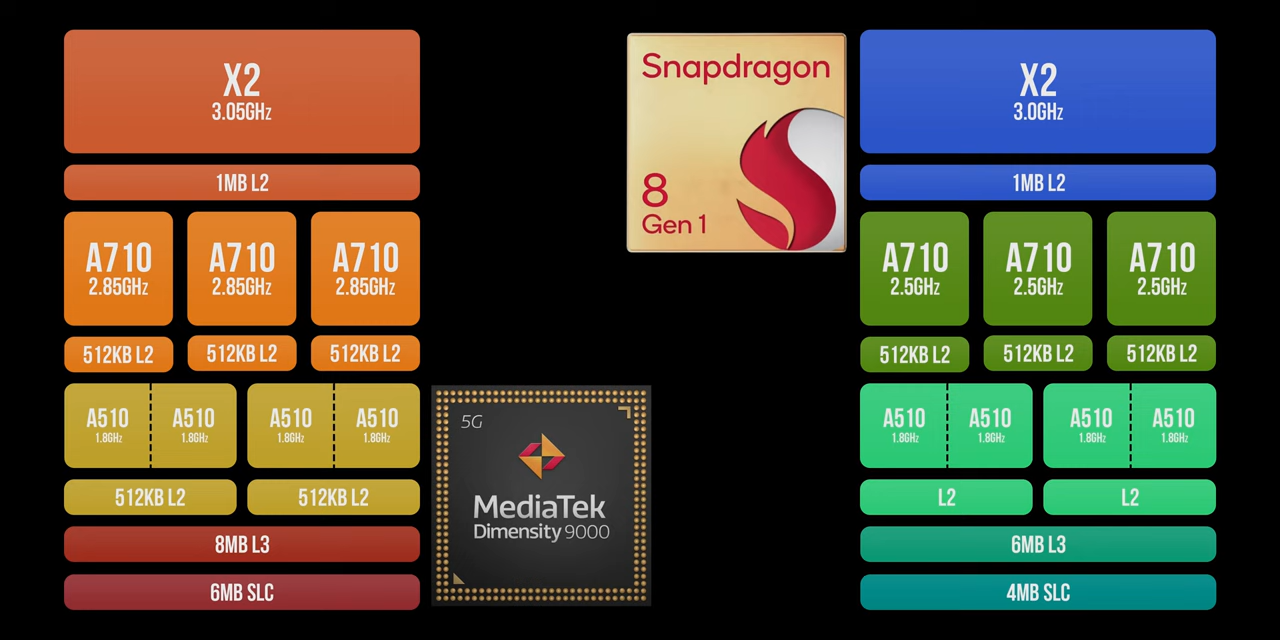 X2
3.05GHz
1MB L2
A710 A710 A710
2.85GHz 2.85GHz 2.85GHz
512KB L2 512KB L2 512KB L2
A510 A510 A510 A510
1.8GHz 1.8GHz 1.8GHz 1.8GHz
512KB L2 512KB L2
8MB L3
6MB SLC
5G
MediaTek
Dimensity 9000
Snapdragon
8
Gen 1
X2
3.0GHz
1MB L2
A710 A710 A710
2.5GHz 2.5GHz 2.5GHz
512KB L2 512KB L2 512KB L2
A510 A510 A510 A510
1.8GHz 1.8GHz 1.8GHz 1.8GHz
L2 L2
6MB L3
4MB SLC